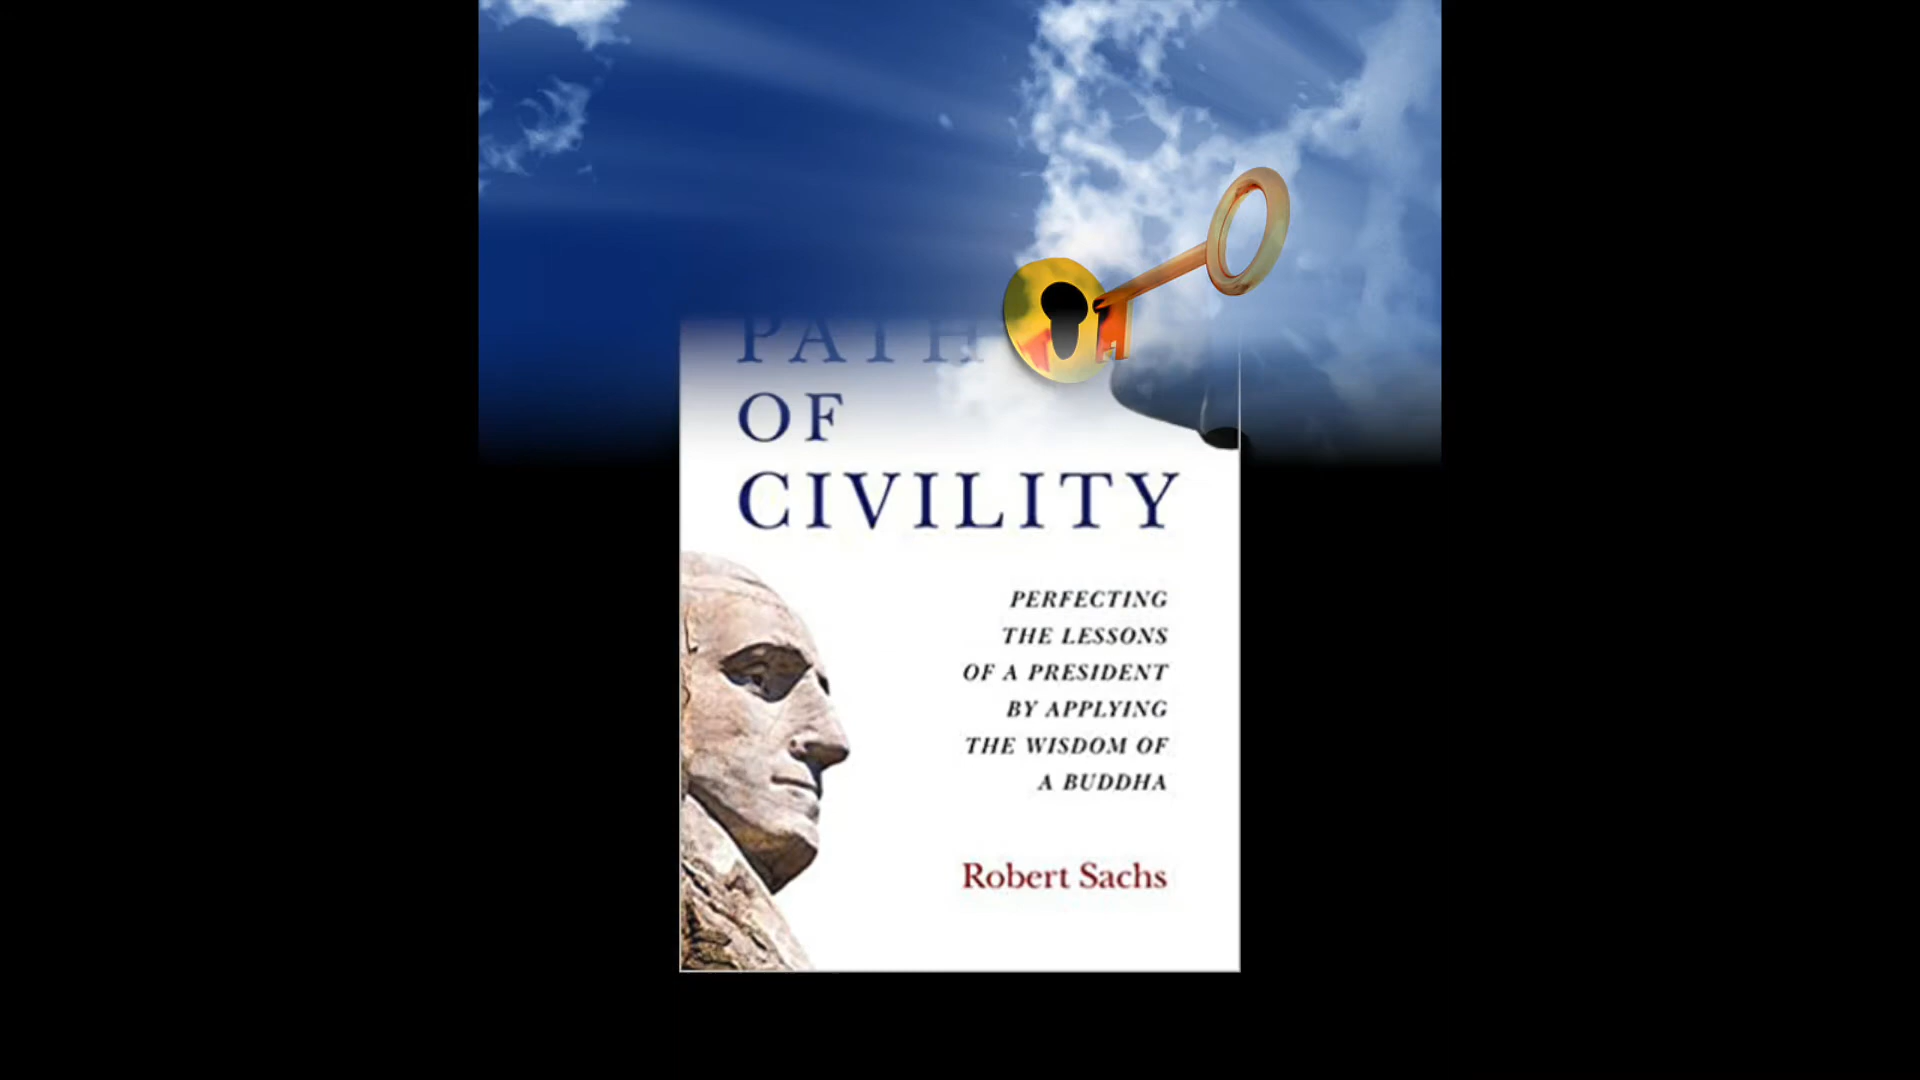 PATH
OF
CIVILITY
PERFECTING
THE LESSONS
OF A PRESIDENT
BY APPLYING
THE WISDOM OF
A BUDDHA
Robert Sachs